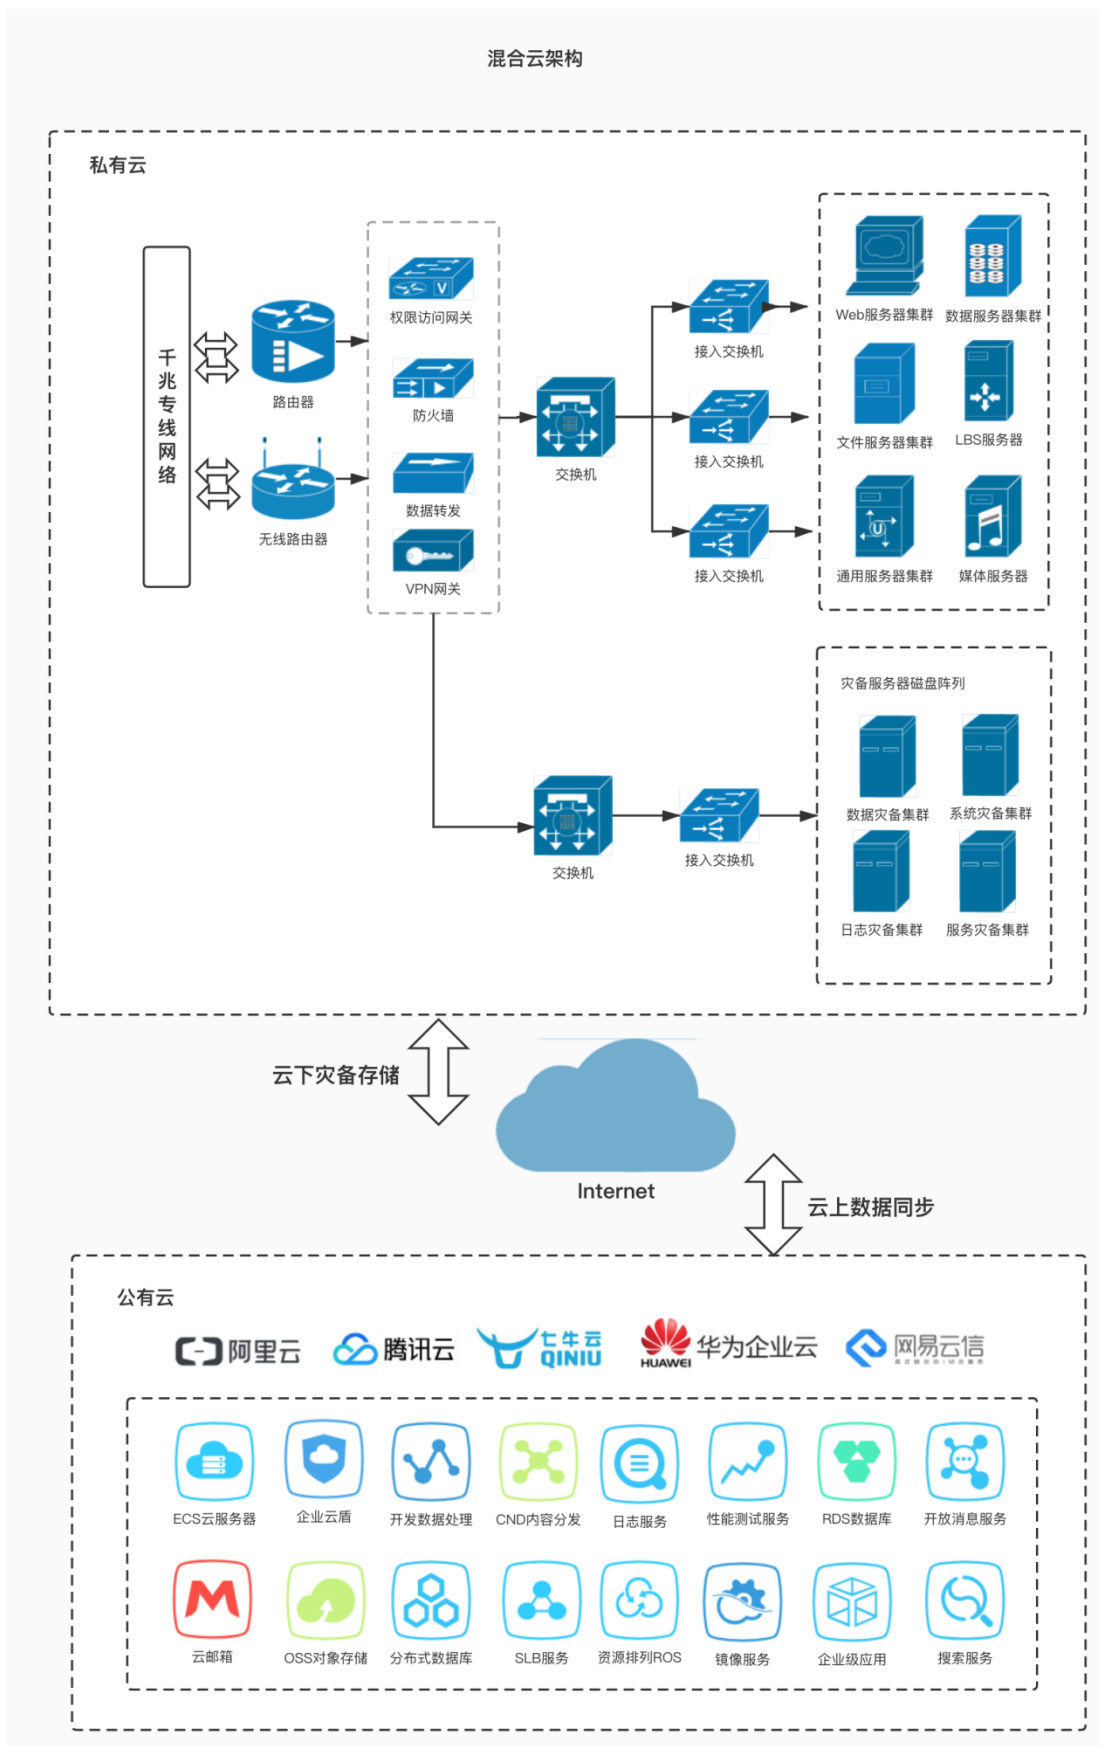 混合云架构
私有云
千兆专线网络
路由器
无线路由器
权限访问网关
V
防火墙
数据转发
VPN网关
交换机
接入交换机
接入交换机
接入交换机
Web服务器集群
数据服务器集群
文件服务器集群
LBS服务器
U
通用服务器集群
媒体服务器
灾备服务器磁盘阵列
数据灾备集群
系统灾备集群
日志灾备集群
服务灾备集群
交换机
接入交换机
云下灾备存储
Internet
云上数据同步
公有云
阿里云
腾讯云
七牛云
QINIU
HUAWEI
华为企业云
网易云信
ECS云服务器
企业云盾
开发数据处理
CND内容分发
日志服务
性能测试服务
RDS数据库
开放消息服务
云邮箱
OSS对象存储
分布式数据库
SLB服务
资源排列ROS
镜像服务
企业级应用
搜索服务